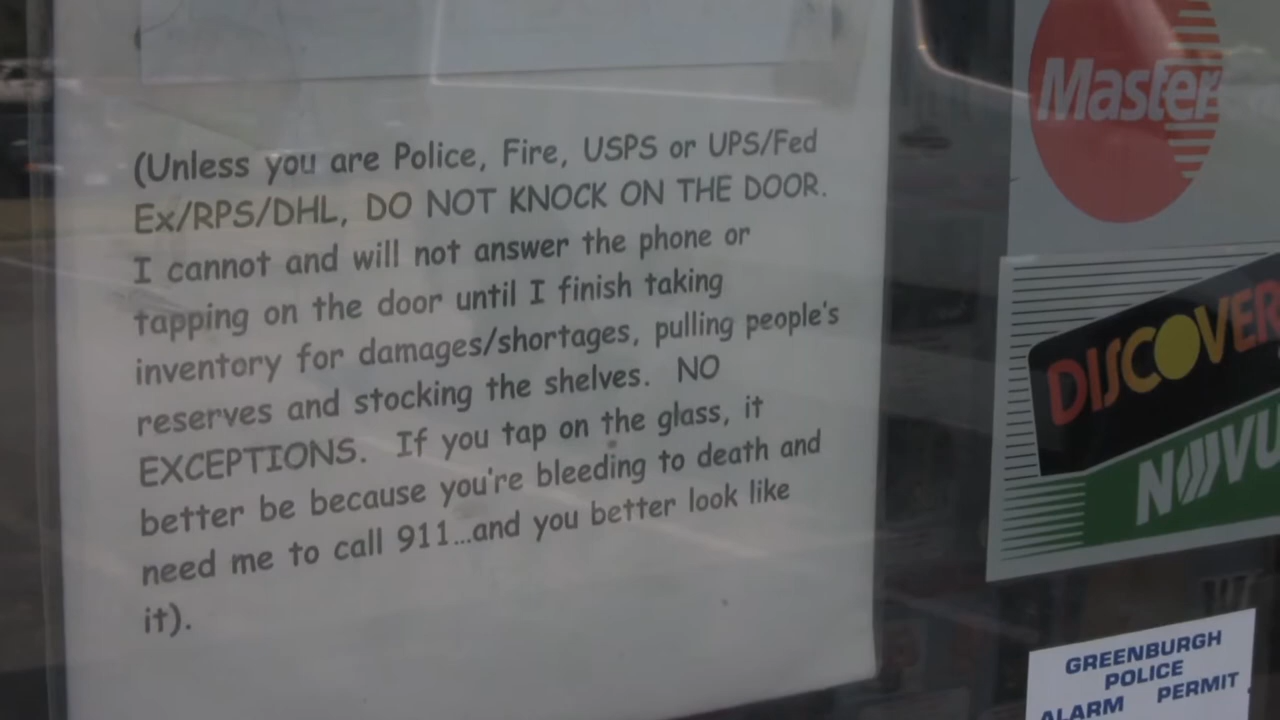 (Unless you are Police, Fire, USPS or UPS/Fed
Ex/RPS/DHL, DO NOT KNOCK ON THE DOOR.
I cannot and will not answer the phone or
tapping on the door until I finish taking
inventory for damages/shortages, pulling people's
reserves and stocking the shelves. NO
EXCEPTIONS. If you tap on the glass, it
better be because you're bleeding to death and
need me to call 911...and you better look like
it).
Master
DISCOVER
NOVU
GREENBURGH
POLICE
ALARM PERMIT